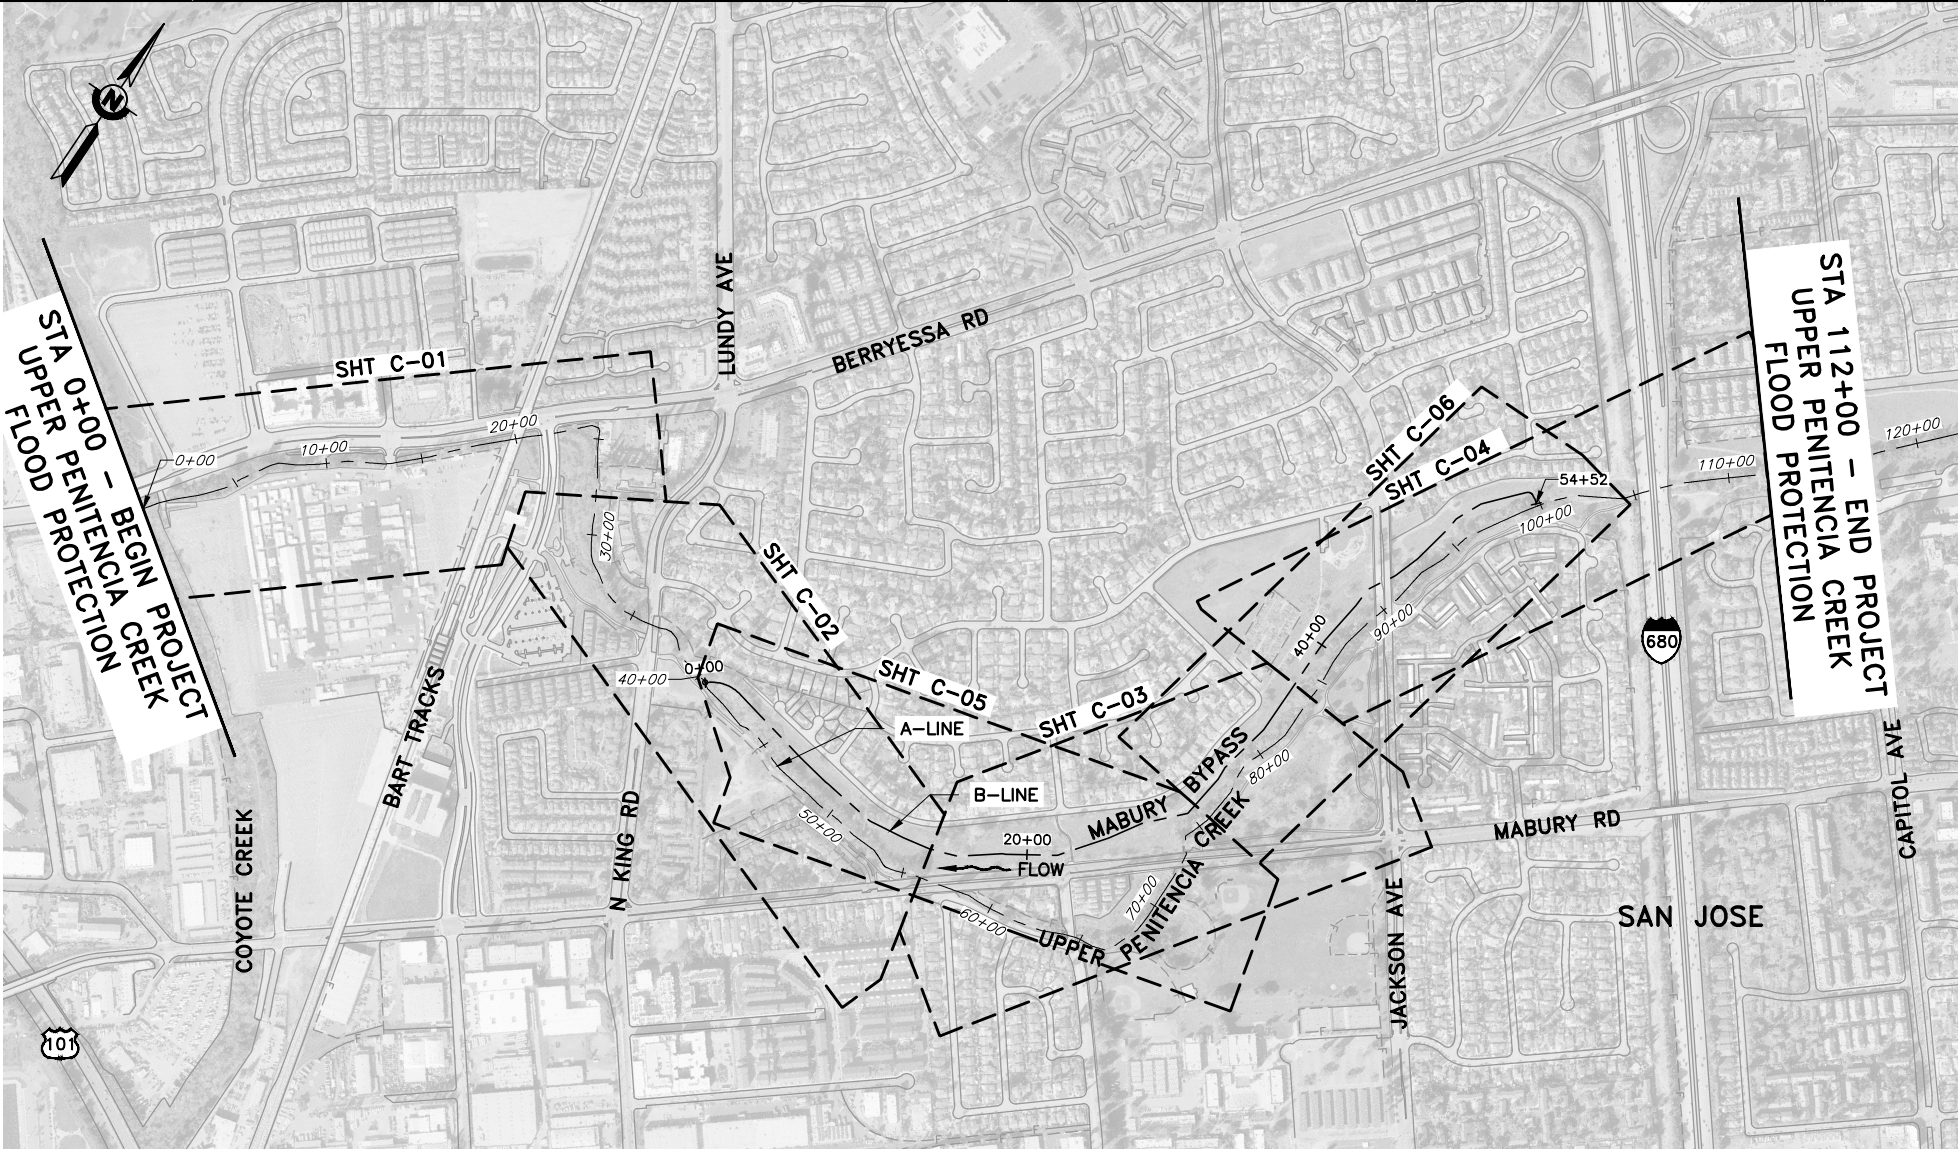 N
STA 0+00 - BEGIN PROJECT
UPPER PENITENCIA CREEK
FLOOD PROTECTION
STA 112+00 - END PROJECT
UPPER PENITENCIA CREEK
FLOOD PROTECTION
LUNDY AVE
BERRYESSA RD
SHT C-01
SHT C-06
SHT C-04
20+00
10+00
0+00
120+00
110+00
54+52
100+00
30+00
SHT C-02
40+00
90+00
680
0+00
40+00
SHT C-05
SHT C-03
A-LINE
BART TRACKS
BYPASS
80+00
B-LINE
MABURY
CREEK
50+00
20+00
MABURY RD
CAPITOL AVE
N KING RD
FLOW
COYOTE CREEK
70+00
PENITENCIA
60+00
UPPER
JACKSON AVE
SAN JOSE
101